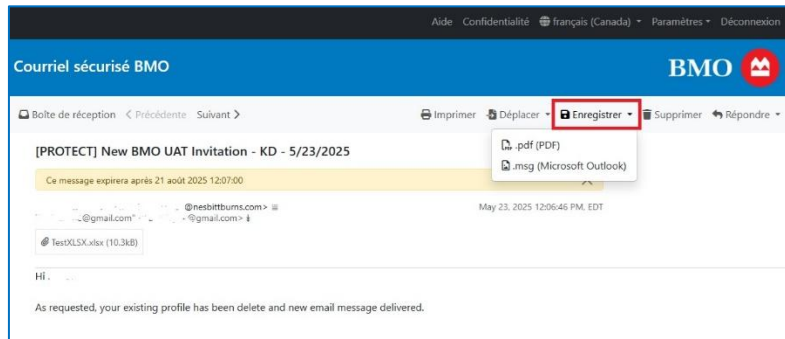 Aide Confidentialité français (Canada) Paramètres Déconnexion
Courriel sécurisé BMO
BMO
Boîte de réception Précédente Suivant Imprimer Déplacer Enregistrer Supprimer Répondre
.pdf (PDF)
.msg (Microsoft Outlook)
[PROTECT] New BMO UAT Invitation - KD - 5/23/2025
Ce message expirera après 21 août 2025 12:07:00
@nesbittburns.com> May 23, 2025 12:06:46 PM, EDT
@gmail.com" @gmail.com>
TestXLSX.xlsx (10.3kB)
Hi
As requested, your existing profile has been delete and new email message delivered.